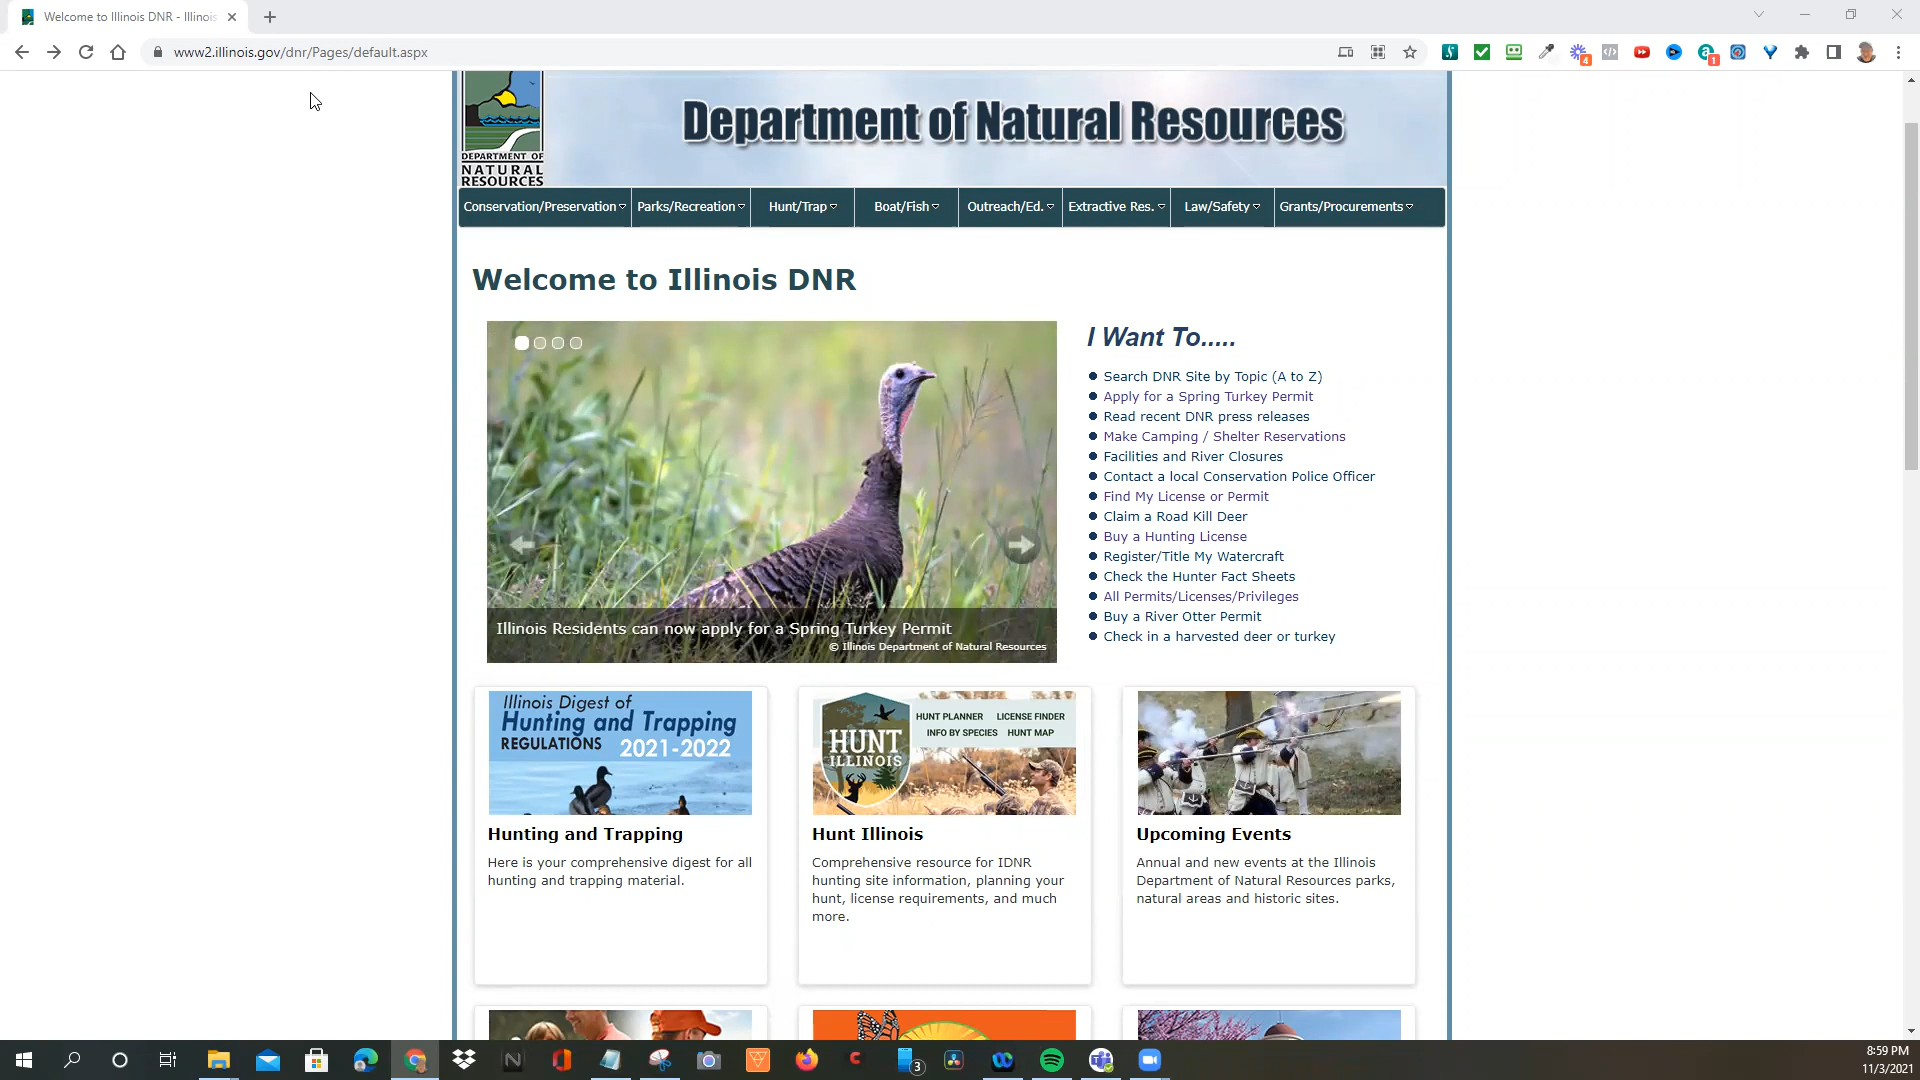 Welcome to Illinois DNR - Illinois
www2.illinois.gov/dnr/Pages/default.aspx
4
1
DEPARTMENT OF
NATURAL
RESOURCES
Department of Natural Resources
Conservation/Preservation
Parks/Recreation
Hunt/Trap
Boat/Fish
Outreach/Ed.
Extractive Res.
Law/Safety
Grants/Procurements
Welcome to Illinois DNR
Illinois Residents can now apply for a Spring Turkey Permit
© Illinois Department of Natural Resources
I Want To.....
Search DNR Site by Topic (A to Z)
Apply for a Spring Turkey Permit
Read recent DNR press releases
Make Camping / Shelter Reservations
Facilities and River Closures
Contact a local Conservation Police Officer
Find My License or Permit
Claim a Road Kill Deer
Buy a Hunting License
Register/Title My Watercraft
Check the Hunter Fact Sheets
All Permits/Licenses/Privileges
Buy a River Otter Permit
Check in a harvested deer or turkey
Illinois Digest of
Hunting and Trapping
REGULATIONS 2021-2022
Hunting and Trapping
Here is your comprehensive digest for all
hunting and trapping material.
HUNT
ILLINOIS
HUNT PLANNER LICENSE FINDER
INFO BY SPECIES HUNT MAP
Hunt Illinois
Comprehensive resource for IDNR
hunting site information, planning your
hunt, license requirements, and much
more.
Upcoming Events
Annual and new events at the Illinois
Department of Natural Resources parks,
natural areas and historic sites.
3
8:59 PM
11/3/2021